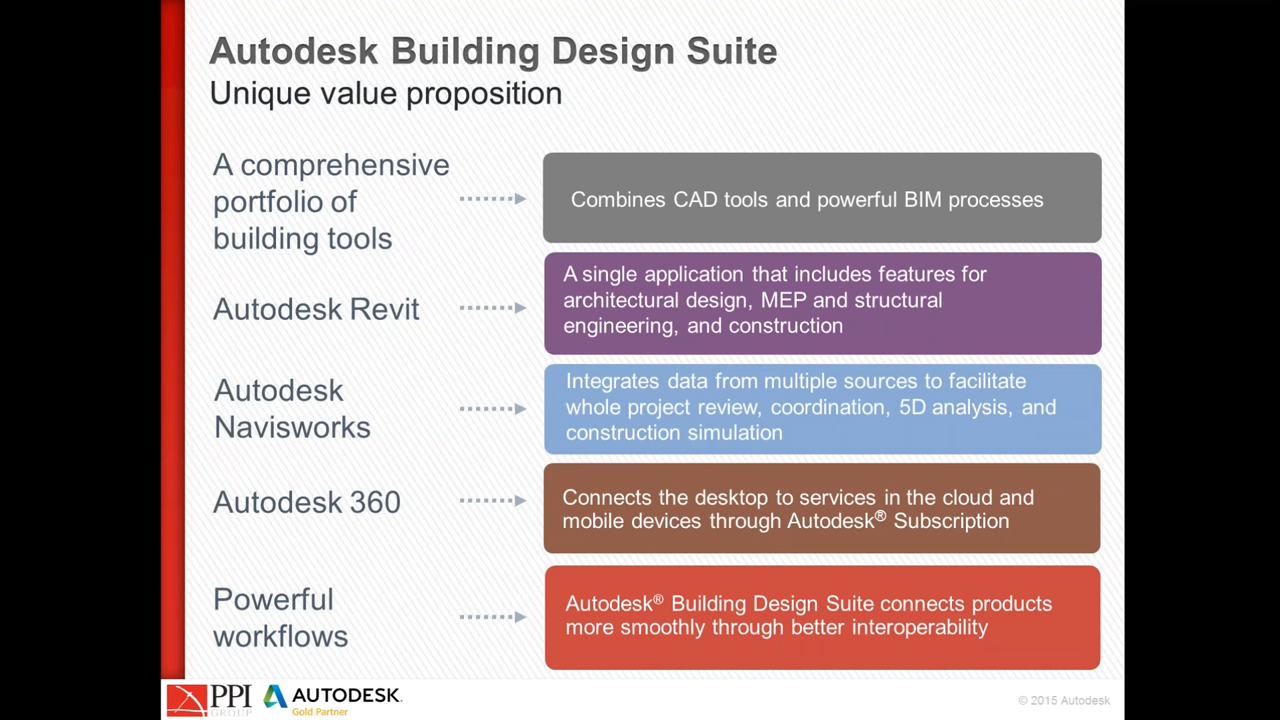 Autodesk Building Design Suite
Unique value proposition
A comprehensive
portfolio of
building tools
Combines CAD tools and powerful BIM processes
Autodesk Revit
A single application that includes features for
architectural design, MEP and structural
engineering, and construction
Autodesk
Navisworks
Integrates data from multiple sources to facilitate
whole project review, coordination, 5D analysis, and
construction simulation
Autodesk 360
Connects the desktop to services in the cloud and
mobile devices through Autodesk® Subscription
Powerful
workflows
Autodesk® Building Design Suite connects products
more smoothly through better interoperability
PPI
GROUP
AUTODESK.
Gold Partner
© 2015 Autodesk